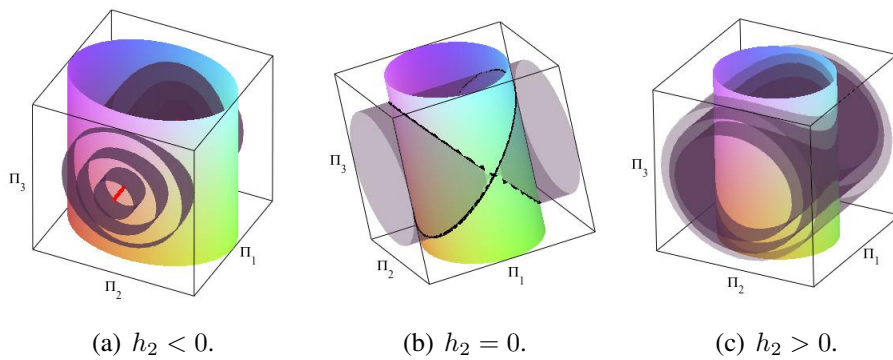 Π₃
Π₂
Π₁
Π₃
Π₂
Π₁
Π₃
Π₂
Π₁
(a) h₂ < 0.
(b) h₂ = 0.
(c) h₂ > 0.